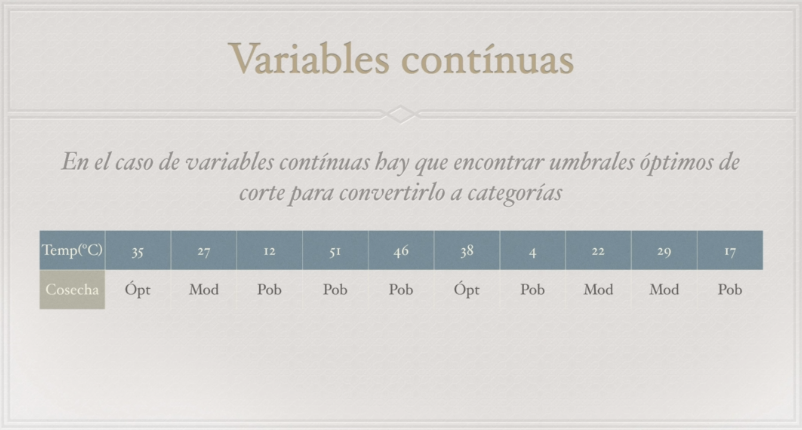 Variables contínuas
En el caso de variables contínuas hay que encontrar umbrales óptimos de
corte para convertirlo a categorías
Temp(°C) 35 27 12 51 46 38 4 22 29 17
Cosecha Ópt Mod Pob Pob Pob Ópt Pob Mod Mod Pob